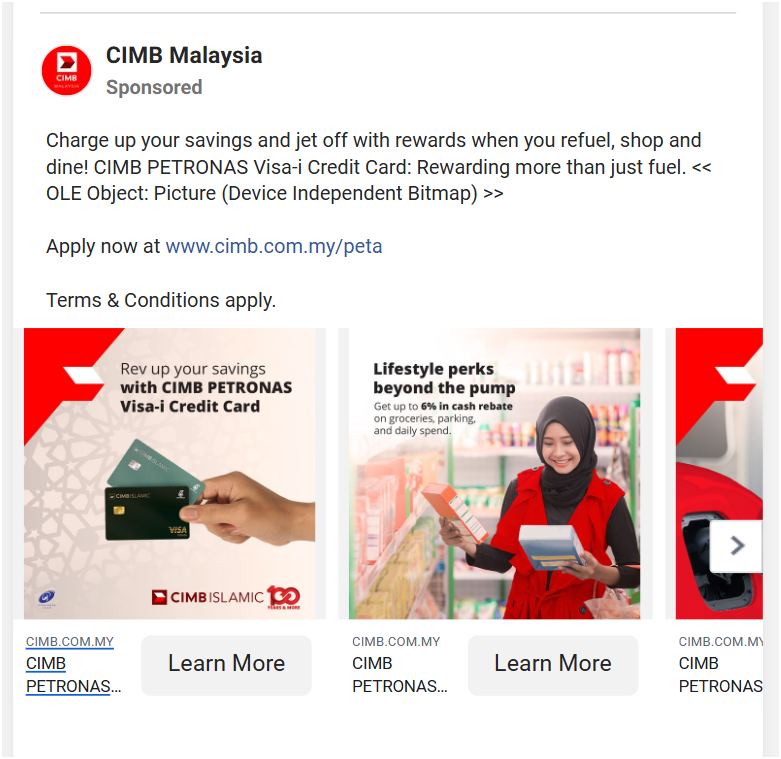 CIMB Malaysia
Sponsored
Charge up your savings and jet off with rewards when you refuel, shop and
dine! CIMB PETRONAS Visa-i Credit Card: Rewarding more than just fuel. <<
OLE Object: Picture (Device Independent Bitmap) >>
Apply now at www.cimb.com.my/peta
Terms & Conditions apply.
Rev up your savings
with CIMB PETRONAS
Visa-i Credit Card
CIMB ISLAMIC
CIMB ISLAMIC
VISA
CIMB ISLAMIC 100
YEARS & MORE
Lifestyle perks
beyond the pump
Get up to 6% in cash rebate
on groceries, parking,
and daily spend.
CIMB.COM.MY
CIMB
PETRONAS...
Learn More
CIMB.COM.MY
CIMB
PETRONAS...
Learn More
CIMB.COM.MY
CIMB
PETRONAS